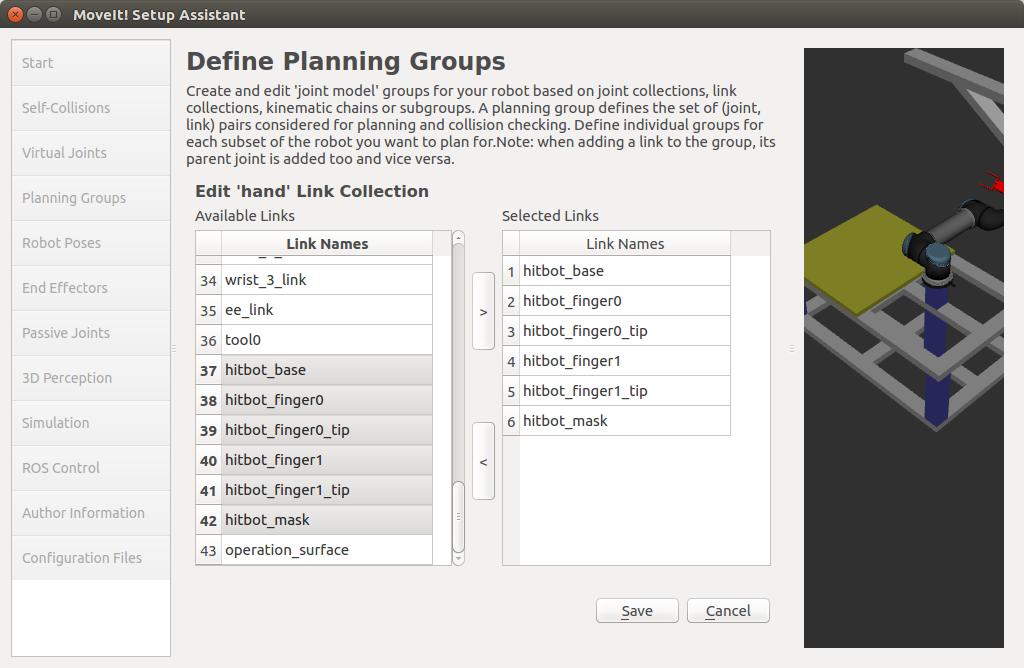 MoveIt! Setup Assistant
Start
Self-Collisions
Virtual Joints
Planning Groups
Robot Poses
End Effectors
Passive Joints
3D Perception
Simulation
ROS Control
Author Information
Configuration Files
Define Planning Groups
Create and edit 'joint model' groups for your robot based on joint collections, link
collections, kinematic chains or subgroups. A planning group defines the set of (joint,
link) pairs considered for planning and collision checking. Define individual groups for
each subset of the robot you want to plan for.Note: when adding a link to the group, its
parent joint is added too and vice versa.
Edit 'hand' Link Collection
Available Links
Link Names
34 wrist_3_link
35 ee_link
36 tool0
37 hitbot_base
38 hitbot_finger0
39 hitbot_finger0_tip
40 hitbot_finger1
41 hitbot_finger1_tip
42 hitbot_mask
43 operation_surface
>
<
Selected Links
Link Names
1 hitbot_base
2 hitbot_finger0
3 hitbot_finger0_tip
4 hitbot_finger1
5 hitbot_finger1_tip
6 hitbot_mask
Save
Cancel